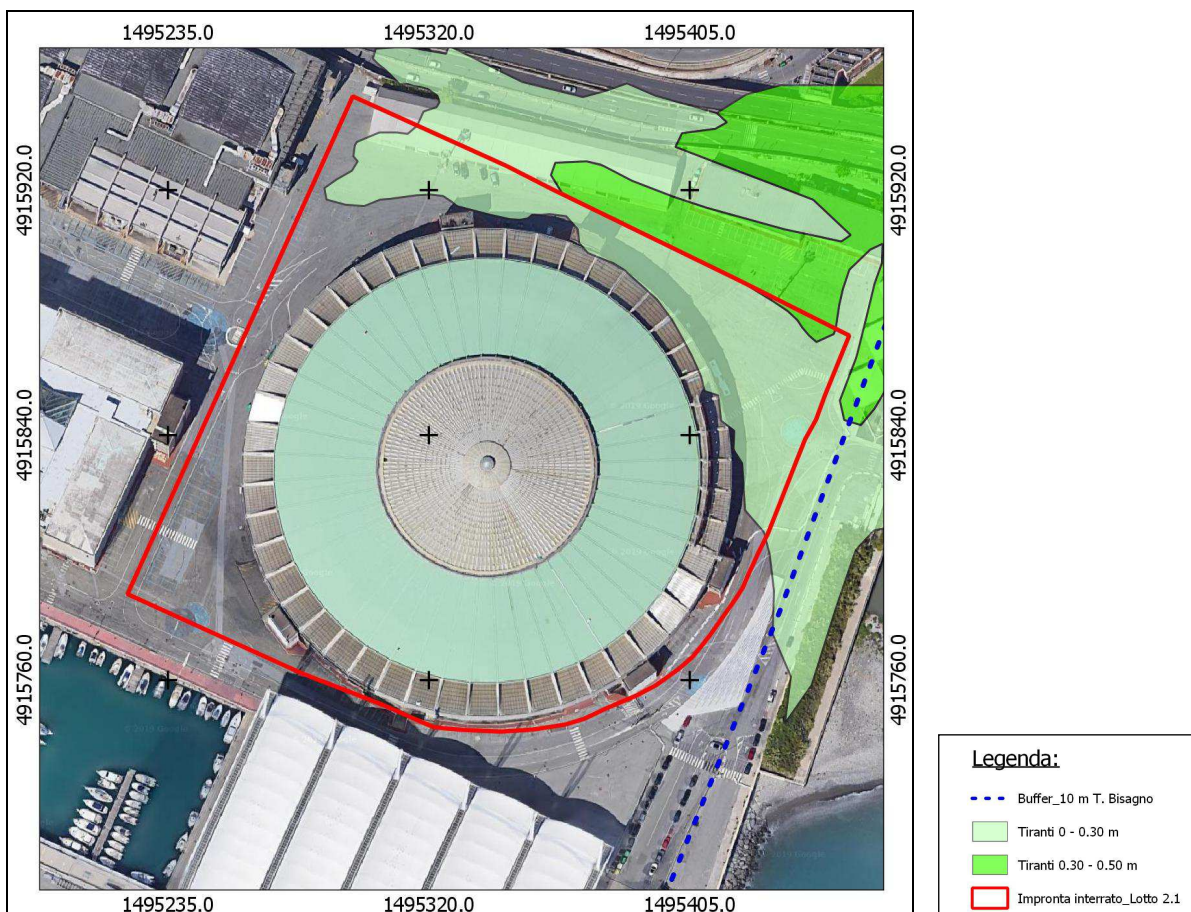 1495235.0 1495320.0 1495405.0
4915920.0 4915920.0
4915840.0 4915840.0
4915760.0 4915760.0
1495235.0 1495320.0 1495405.0
Legenda:
Buffer_10 m T. Bisagno
Tiranti 0 - 0.30 m
Tiranti 0.30 - 0.50 m
Impronta interrato_Lotto 2.1